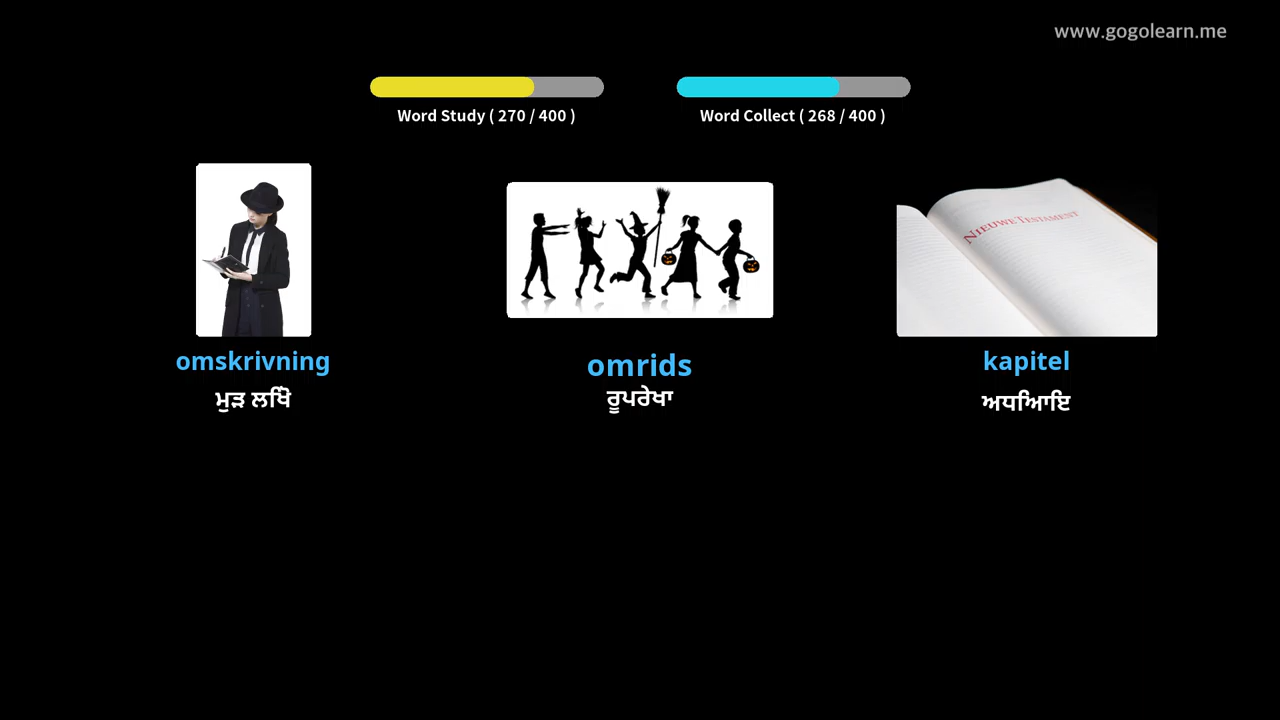 www.gogolearn.me
Word Study ( 270 / 400 )
Word Collect ( 268 / 400 )
NIEUWE TESTAMENT
omskrivning
omrids
kapitel
ਮੁੜ ਲਿਖੋ
ਰੂਪਰੇਖਾ
ਅਧਿਆਇ